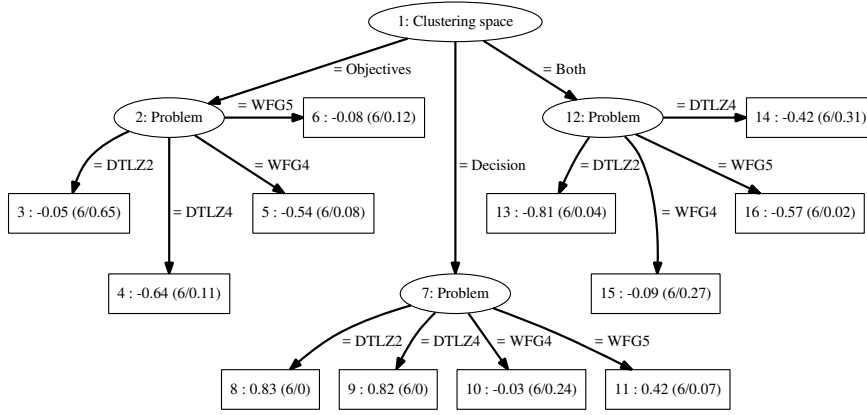 1: Clustering space
= Objectives
= Both
= WFG5
= DTLZ4
2: Problem
6 : -0.08 (6/0.12)
12: Problem
14 : -0.42 (6/0.31)
= DTLZ2
= WFG4
= Decision
= DTLZ2
= WFG5
3 : -0.05 (6/0.65)
= DTLZ4
5 : -0.54 (6/0.08)
13 : -0.81 (6/0.04)
= WFG4
16 : -0.57 (6/0.02)
4 : -0.64 (6/0.11)
7: Problem
15 : -0.09 (6/0.27)
= DTLZ2
= DTLZ4
= WFG4
= WFG5
8 : 0.83 (6/0)
9 : 0.82 (6/0)
10 : -0.03 (6/0.24)
11 : 0.42 (6/0.07)